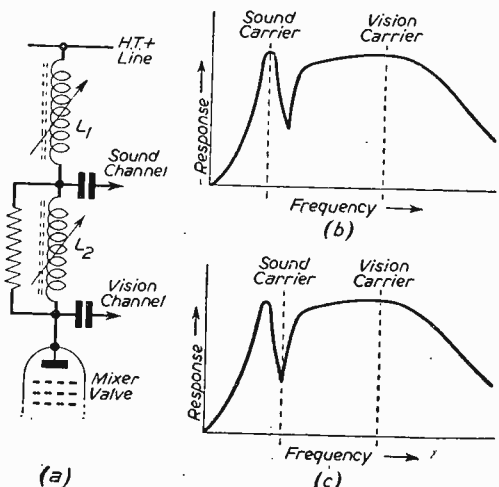 H.T.+
Line
L1
Sound
Channel
L2
Vision
Channel
Mixer
Valve
(a)
Sound
Carrier
Vision
Carrier
Response
Frequency
(b)
Sound
Carrier
Vision
Carrier
Response
Frequency
(c)